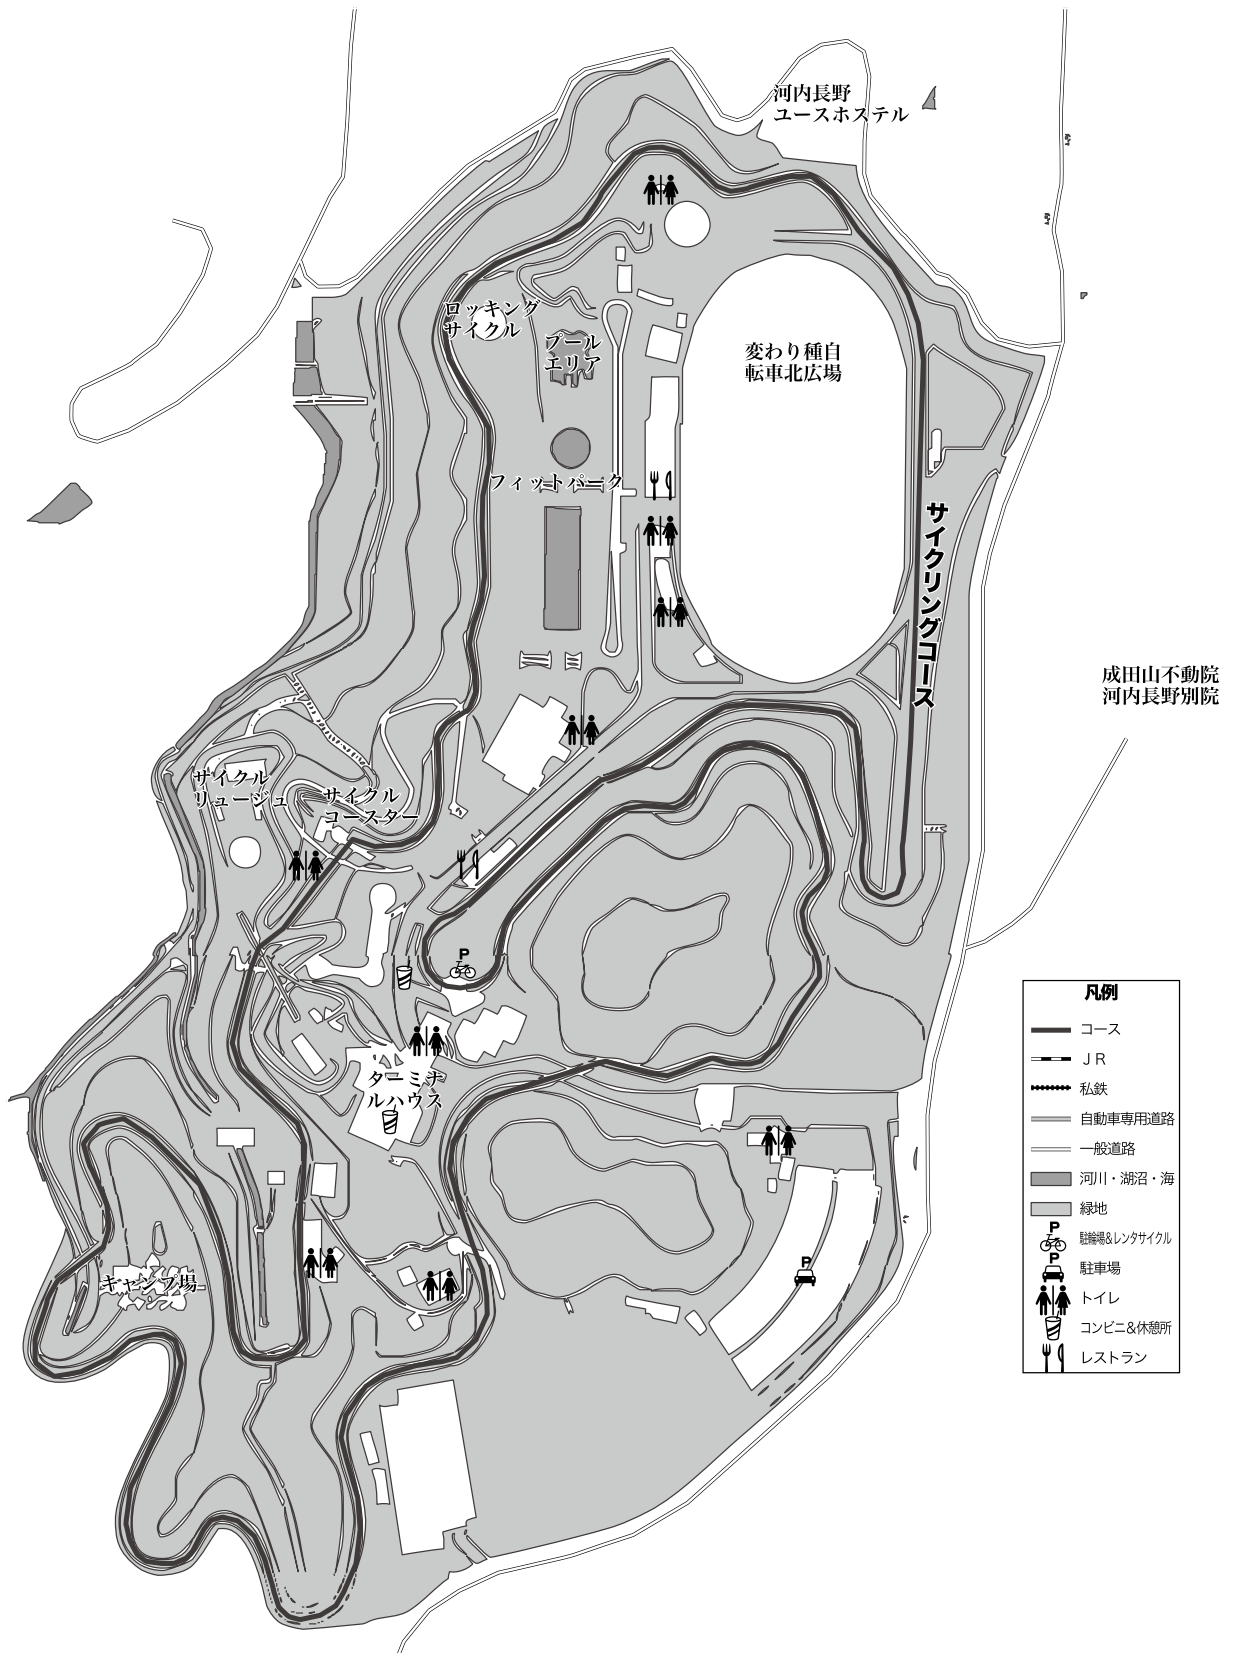 河内長野
ユースホステル
ロッキング
サイクル
プール
エリア
変わり種自
転車北広場
フィットパーク
サイクリングコース
成田山不動院
河内長野別院
サイクル
リュージュ
サイクル
コースター
P
ターミナ
ルハウス
キャンプ場
P
凡例
コース
JR
私鉄
自動車専用道路
一般道路
河川・湖沼・海
緑地
P
駐輪場&レンタサイクル
P
駐車場
トイレ
コンビニ&休憩所
レストラン